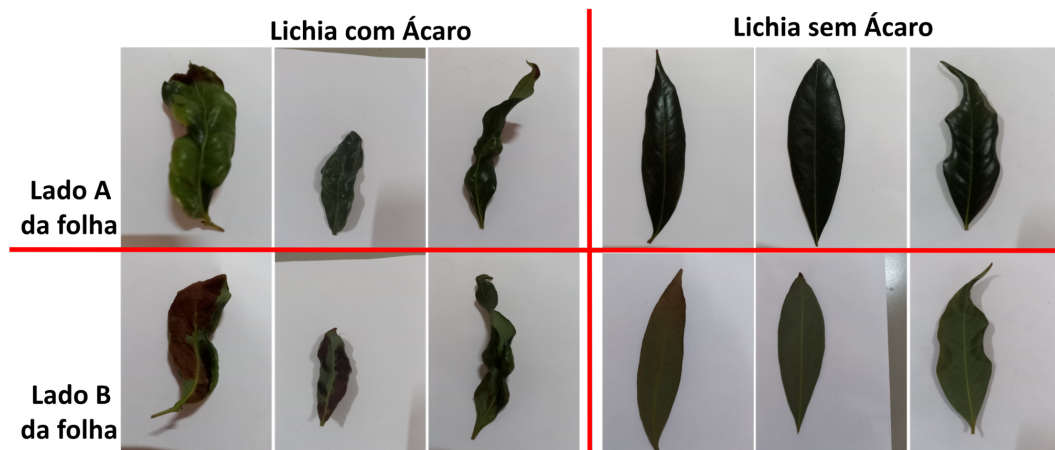 Lichia com Ácaro
Lichia sem Ácaro
Lado A
da folha
Lado B
da folha